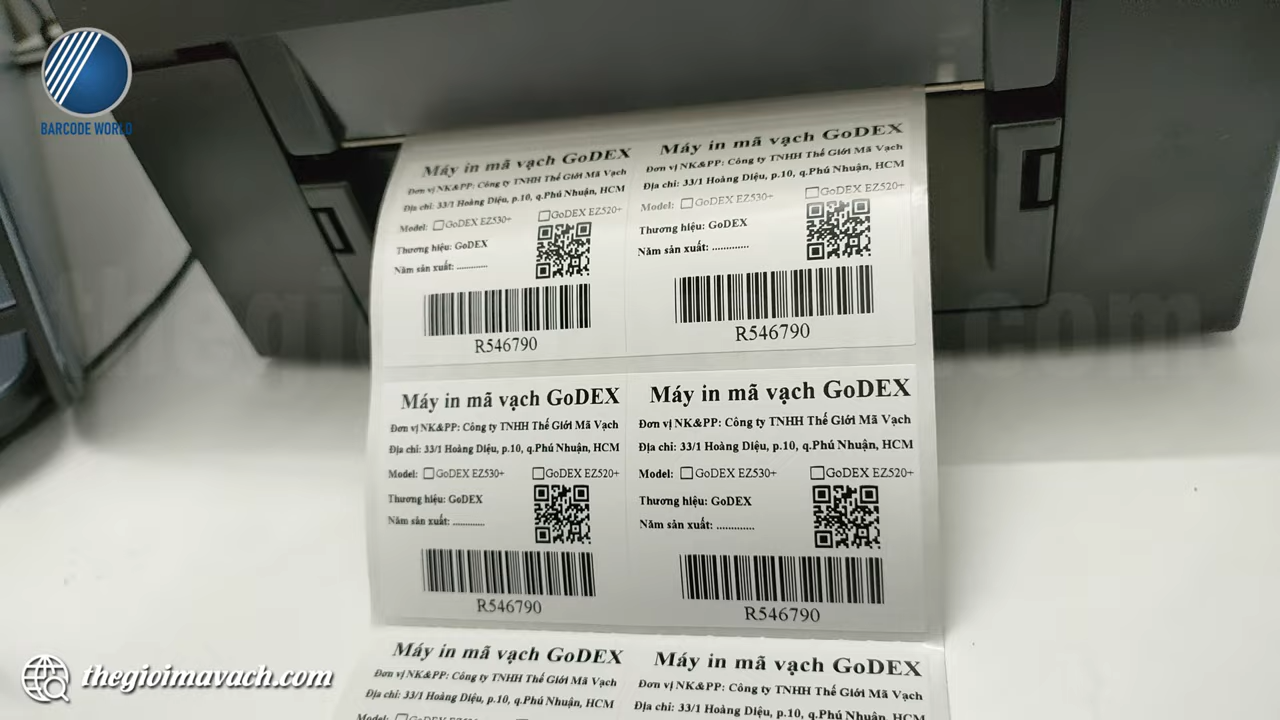 BARCODE WORLD
Máy in mã vạch GoDEX
Đơn vị NK&PP: Công ty TNHH Thế Giới Mã Vạch
Địa chỉ: 33/1 Hoàng Diệu, p.10, q.Phú Nhuận, HCM
Model: GoDEX EZ530+ GoDEX EZ520+
Thương hiệu: GoDEX
Năm sản xuất: .............
R546790
Máy in mã vạch GoDEX
Đơn vị NK&PP: Công ty TNHH Thế Giới Mã Vạch
Địa chỉ: 33/1 Hoàng Diệu, p.10, q.Phú Nhuận, HCM
Model: GoDEX EZ530+ GoDEX EZ520+
Thương hiệu: GoDEX
Năm sản xuất: .............
R546790
Máy in mã vạch GoDEX
Đơn vị NK&PP: Công ty TNHH Thế Giới Mã Vạch
Địa chỉ: 33/1 Hoàng Diệu, p.10, q.Phú Nhuận, HCM
Model: GoDEX EZ530+ GoDEX EZ520+
Thương hiệu: GoDEX
Năm sản xuất: .............
R546790
Máy in mã vạch GoDEX
Đơn vị NK&PP: Công ty TNHH Thế Giới Mã Vạch
Địa chỉ: 33/1 Hoàng Diệu, p.10, q.Phú Nhuận, HCM
Model: GoDEX EZ530+ GoDEX EZ520+
Thương hiệu: GoDEX
Năm sản xuất: .............
R546790
Máy in mã vạch GoDEX
Đơn vị NK&PP: Công ty TNHH Thế Giới Mã Vạch
Địa chỉ: 33/1 Hoàng Diệu, p.10, q.Phú Nhuận, HCM
Model: GoDEX EZ530+
Máy in mã vạch GoDEX
Đơn vị NK&PP: Công ty TNHH Thế Giới Mã Vạch
Địa chỉ: 33/1 Hoàng Diệu, p.10, q.Phú Nhuận, HCM
thegioimavach.com